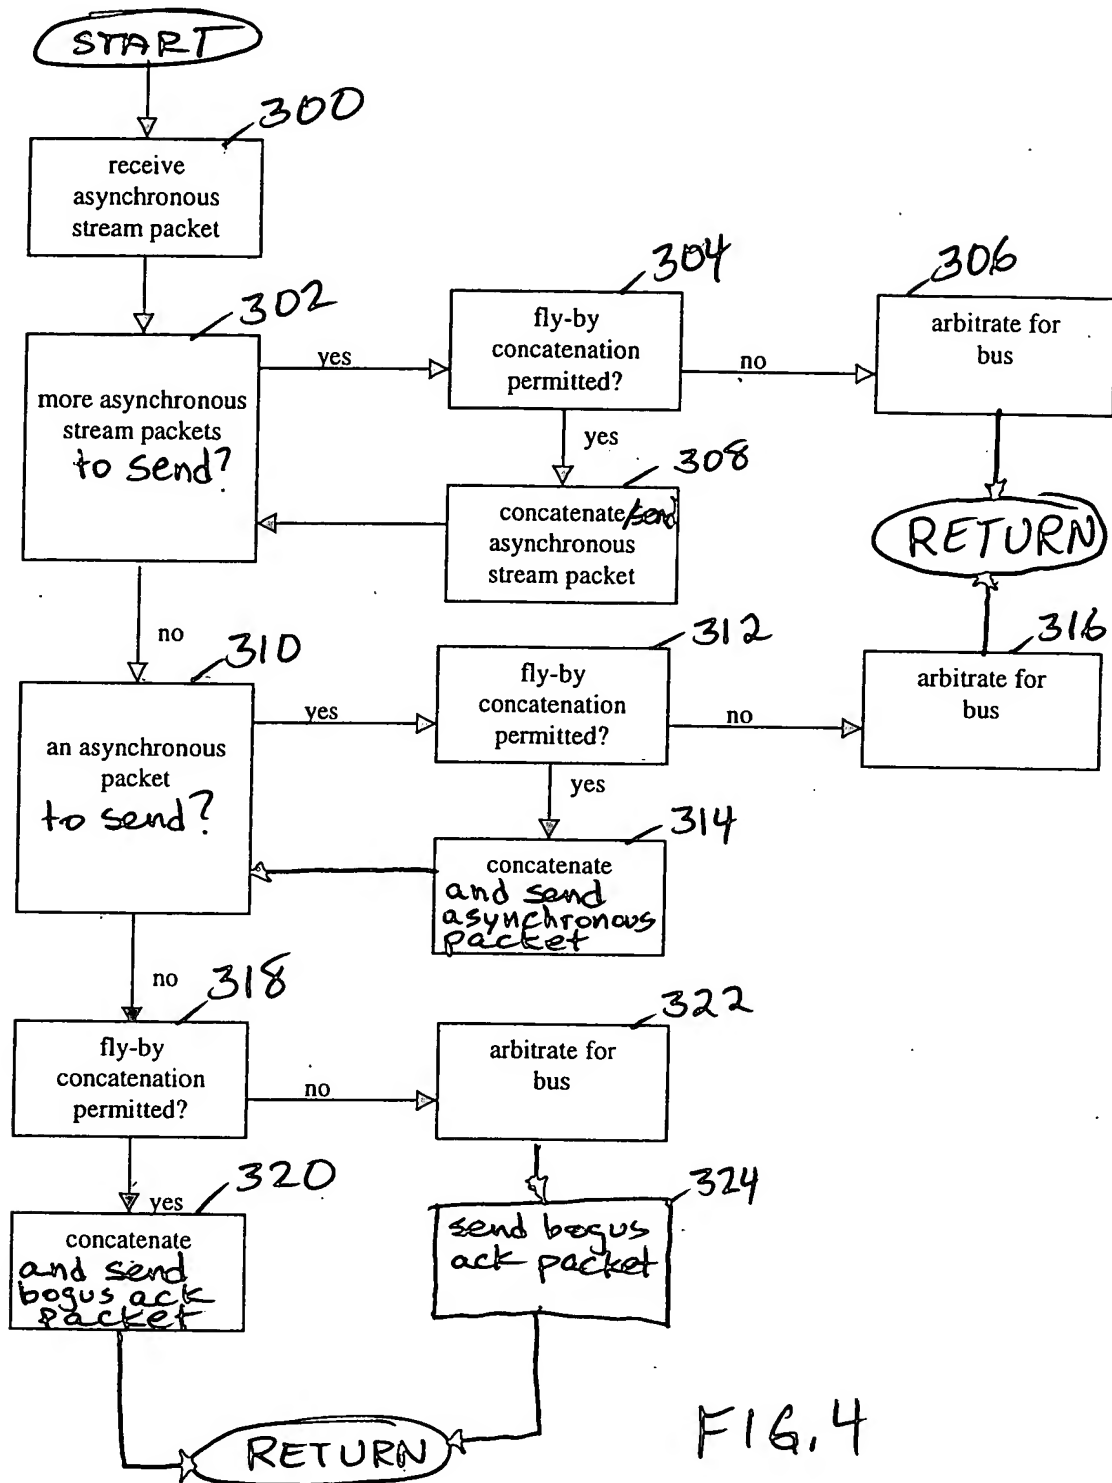 START
300
receive
asynchronous
stream packet
302
more asynchronous
stream packets
to send?
yes
304
fly-by
concatenation
permitted?
no
306
arbitrate for
bus
yes
308
concatenate/send
asynchronous
stream packet
RETURN
no
310
an asynchronous
packet
to send?
yes
312
fly-by
concatenation
permitted?
no
316
arbitrate for
bus
yes
314
concatenate
and send
asynchronous
packet
no
318
fly-by
concatenation
permitted?
no
322
arbitrate for
bus
yes
320
concatenate
and send
bogus ack
packet
324
send bogus
ack packet
RETURN
FIG. 4